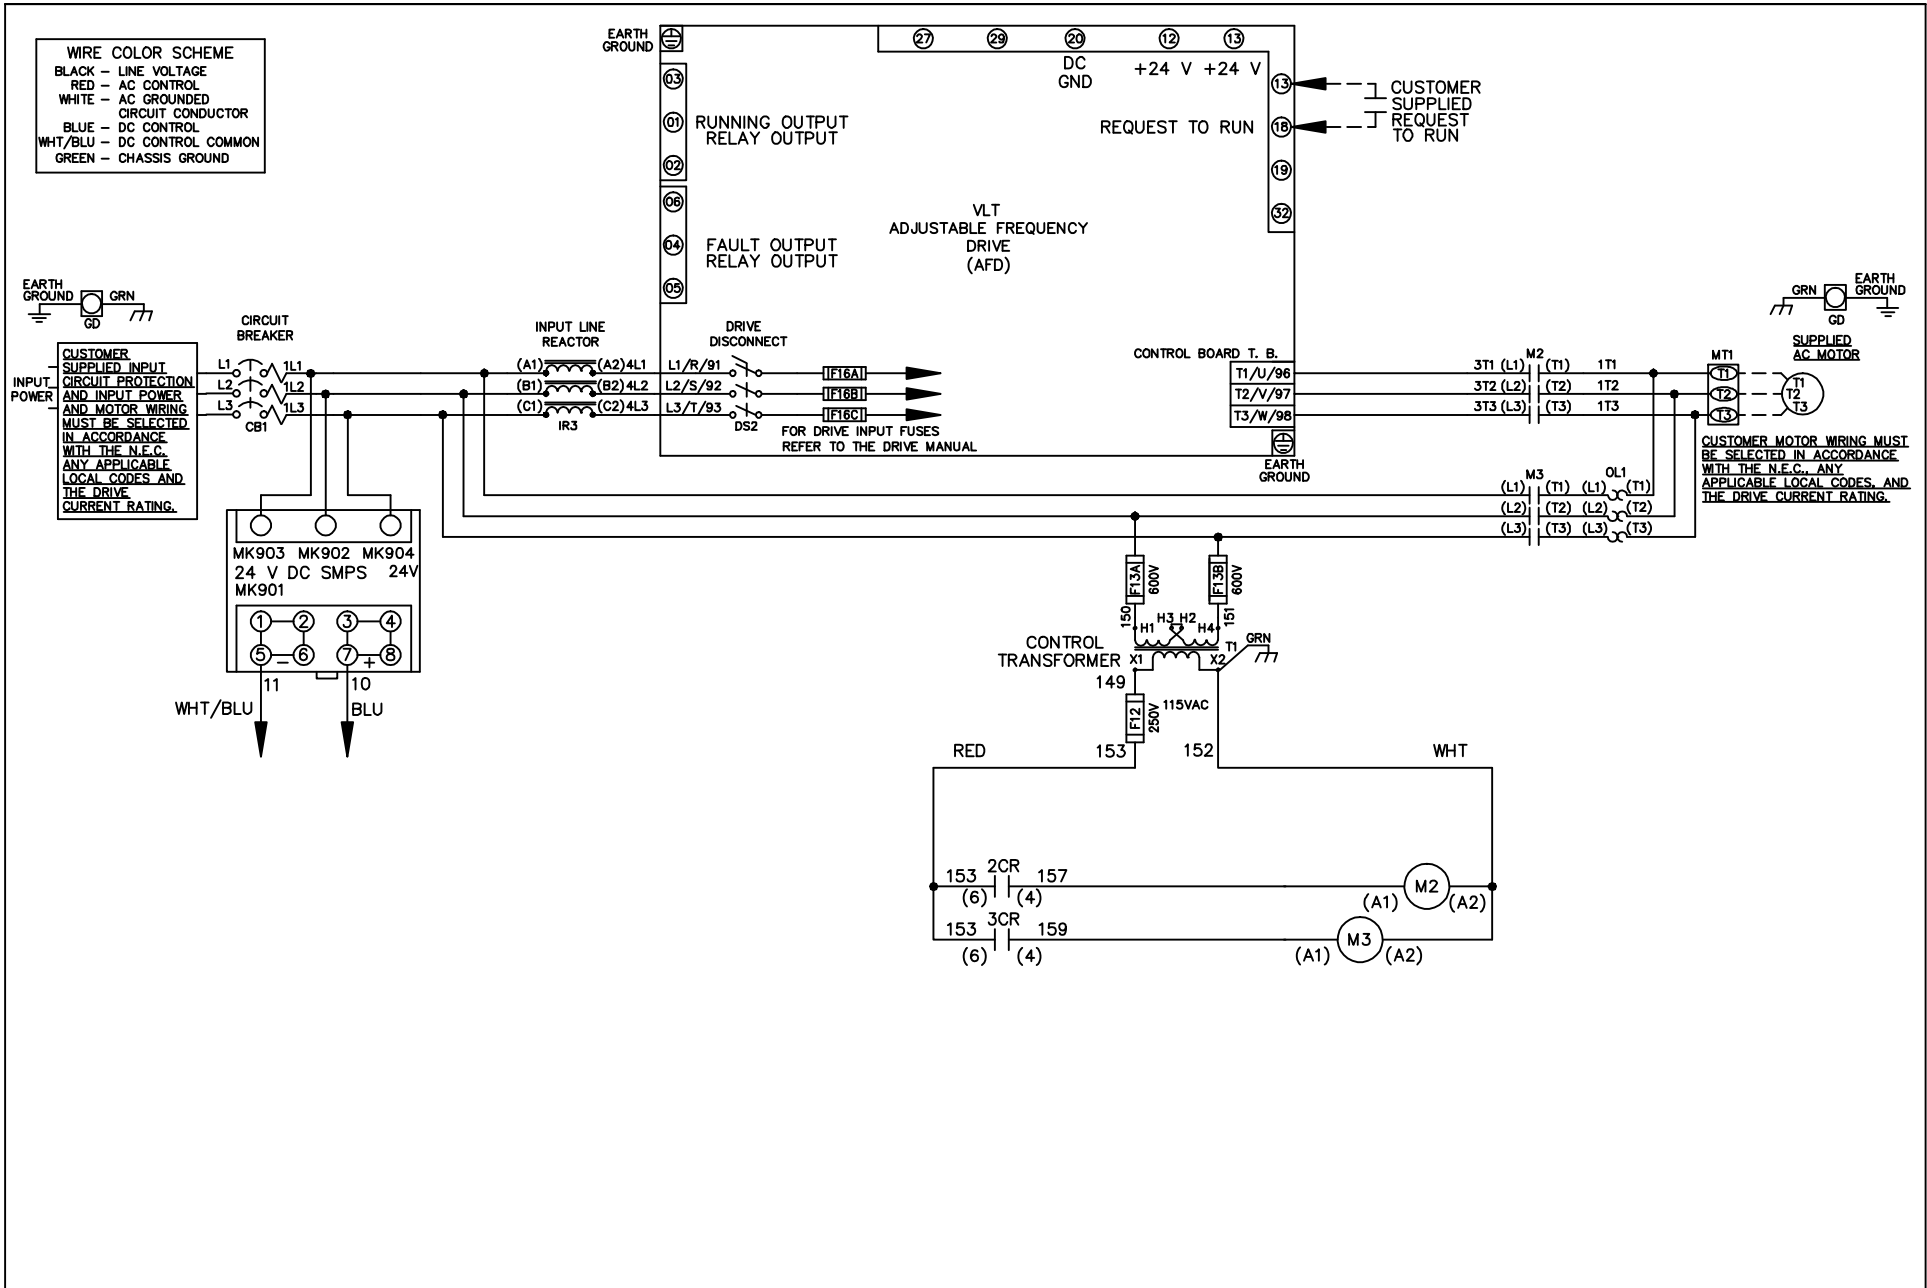 WIRE COLOR SCHEME
BLACK – LINE VOLTAGE
RED – AC CONTROL
WHITE – AC GROUNDED
CIRCUIT CONDUCTOR
BLUE – DC CONTROL
WHT/BLU – DC CONTROL COMMON
GREEN – CHASSIS GROUND
EARTH
GROUND
03
01
02
RUNNING OUTPUT
RELAY OUTPUT
06
04
05
FAULT OUTPUT
RELAY OUTPUT
27 29 20 12 13
DC
GND
+24 V +24 V
13
REQUEST TO RUN 18
19
32
CUSTOMER
SUPPLIED
REQUEST
TO RUN
VLT
ADJUSTABLE FREQUENCY
DRIVE
(AFD)
EARTH
GROUND
GRN
GD
INPUT
POWER
CUSTOMER
SUPPLIED INPUT
CIRCUIT PROTECTION
AND INPUT POWER
AND MOTOR WIRING
MUST BE SELECTED
IN ACCORDANCE
WITH THE N.E.C.
ANY APPLICABLE
LOCAL CODES AND
THE DRIVE
CURRENT RATING.
CIRCUIT
BREAKER
L1 1L1
L2 1L2
L3 1L3
CB1
INPUT LINE
REACTOR
(A1) (A2) 4L1
(B1) (B2) 4L2
(C1) (C2) 4L3
IR3
DRIVE
DISCONNECT
L1/R/91
L2/S/92
L3/T/93
DS2
F16A
F16B
F16C
FOR DRIVE INPUT FUSES
REFER TO THE DRIVE MANUAL
CONTROL BOARD T. B.
T1/U/96
T2/V/97
T3/W/98
EARTH
GROUND
M2
3T1 (L1) (T1) 1T1
3T2 (L2) (T2) 1T2
3T3 (L3) (T3) 1T3
MT1
T1
T2
T3
GRN
GD
EARTH
GROUND
SUPPLIED
AC MOTOR
T1
T2
T3
CUSTOMER MOTOR WIRING MUST
BE SELECTED IN ACCORDANCE
WITH THE N.E.C., ANY
APPLICABLE LOCAL CODES, AND
THE DRIVE CURRENT RATING.
M3 OL1
(L1) (T1) (L1) (T1)
(L2) (T2) (L2) (T2)
(L3) (T3) (L3) (T3)
MK903 MK902 MK904
24 V DC SMPS 24V
MK901
1 2 3 4
5 – 6 7 + 8
11 10
WHT/BLU BLU
F13A
600V
F13B
600V
150
151
H1 H3 H2 H4
CONTROL
TRANSFORMER
X1 X2
T1
GRN
149
F12
250V
115VAC
RED 153 152 WHT
2CR
153 157
(6) (4)
M2
(A1) (A2)
3CR
153 159
(6) (4)
M3
(A1) (A2)